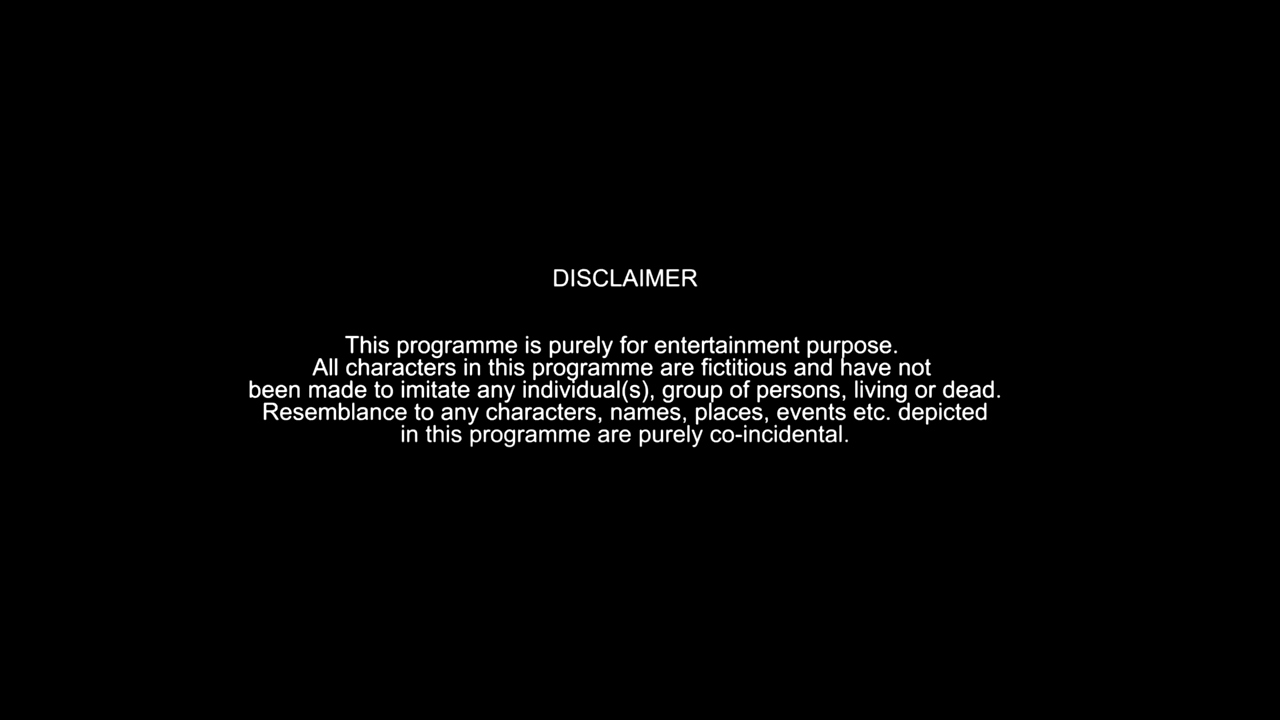 DISCLAIMER
This programme is purely for entertainment purpose.
All characters in this programme are fictitious and have not
been made to imitate any individual(s), group of persons, living or dead.
Resemblance to any characters, names, places, events etc. depicted
in this programme are purely co-incidental.